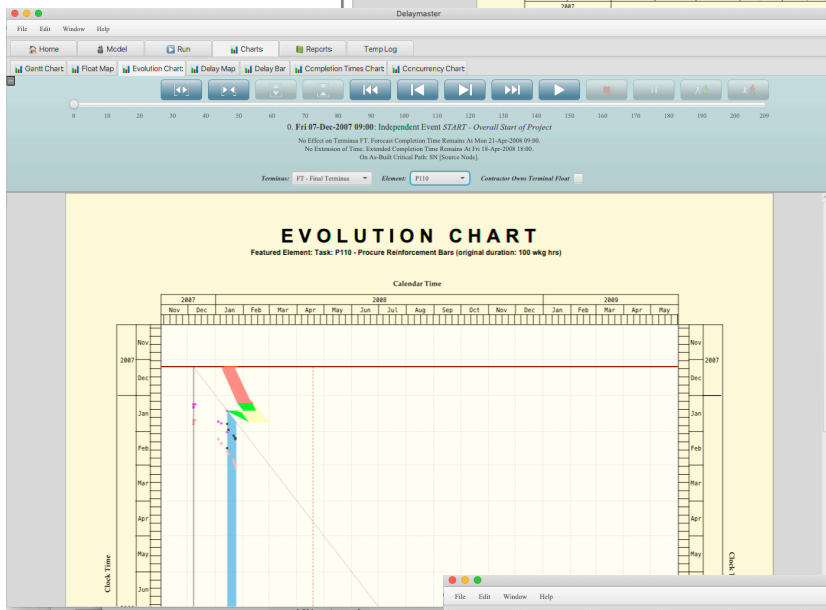 2007
Delaymaster
File Edit Window Help
Home Model Run Charts Reports Temp Log
Gantt Chart Float Map Evolution Chart Delay Map Delay Bar Completion Times Chart Concurrency Chart
0 10 20 30 40 50 60 70 80 90 100 110 120 130 140 150 160 170 180 190 200 209
0. Fri 07-Dec-2007 09:00: Independent Event START - Overall Start of Project
No Effect on Terminus FT. Forecast Completion Time Remains At Mon 21-Apr-2008 09:00.
No Extension of Time. Extended Completion Time Remains At Fri 18-Apr-2008 18:00.
On As-Built Critical Path: SN [Source Node].
Terminus: FT - Final Terminus Element: P110 Contractor Owns Terminal Float
EVOLUTION CHART
Featured Element: Task: P110 - Procure Reinforcement Bars (original duration: 100 wkg hrs)
Calendar Time
2007 2008 2009
Nov Dec Jan Feb Mar Apr May Jun Jul Aug Sep Oct Nov Dec Jan Feb Mar Apr May
Nov Nov
2007 2007
Dec Dec
Jan Jan
Feb Feb
Mar Mar
Apr Apr
May May
Clock Time
Jun
File Edit Window Help